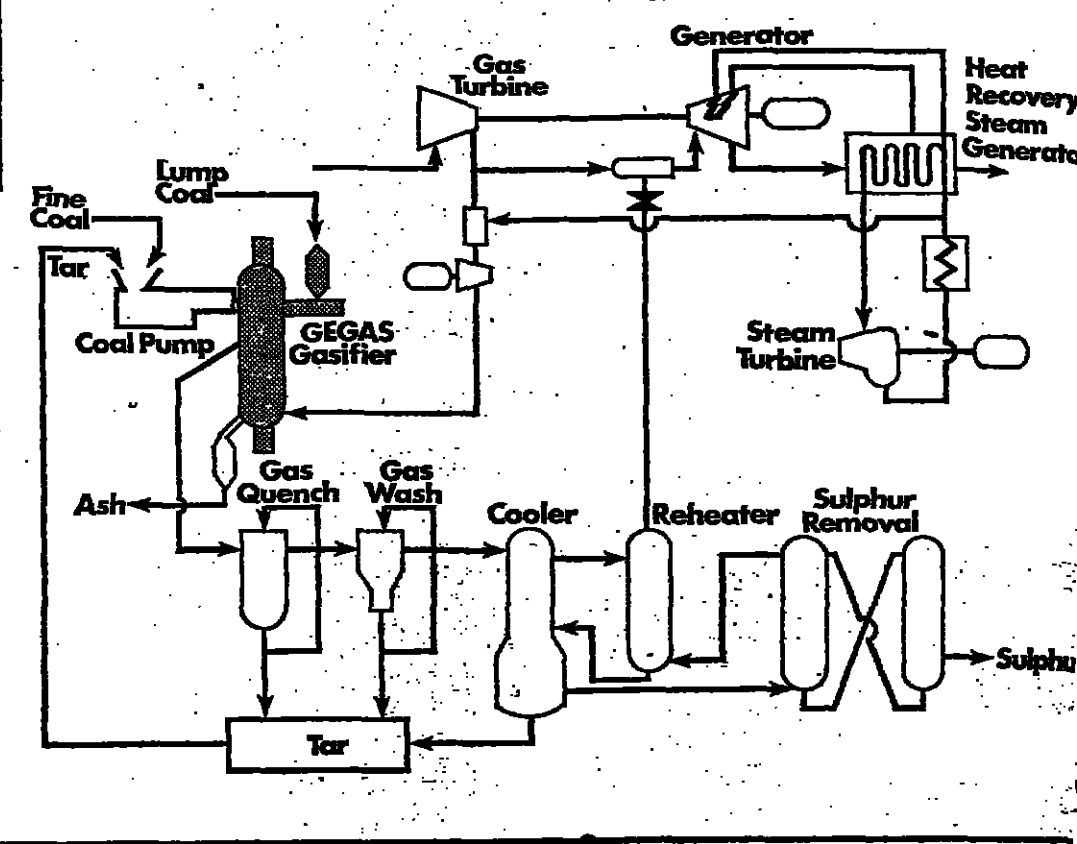 Generator
Gas
Turbine
Heat
Recovery
Steam
Generato
Lump
Coal
Fine
Coal
Tar
GEGAS
Gasifier
Coal Pump
Steam
Turbine
Gas
Quench
Gas
Wash
Ash
Cooler
Reheater
Sulphur
Removal
Sulphu
Tar